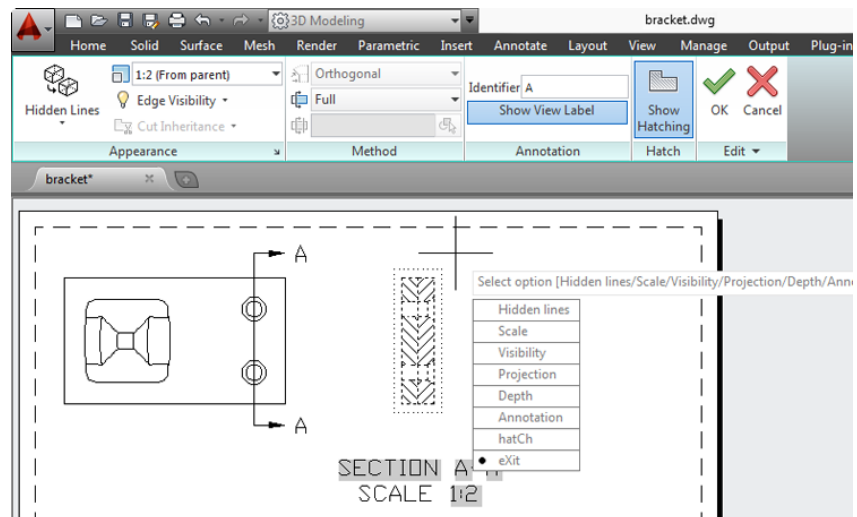 3D Modeling bracket.dwg
Home Solid Surface Mesh Render Parametric Insert Annotate Layout View Manage Output Plug-in
Hidden Lines
1:2 (From parent)
Edge Visibility
Cut Inheritance
Appearance
Orthogonal
Full
Method
Identifier A
Show View Label
Annotation
Show
Hatching
Hatch
OK Cancel
Edit
bracket*
A
A
SECTION A-
SCALE 1:2
Select option [Hidden lines/Scale/Visibility/Projection/Depth/Anno
Hidden lines
Scale
Visibility
Projection
Depth
Annotation
hatCh
eXit